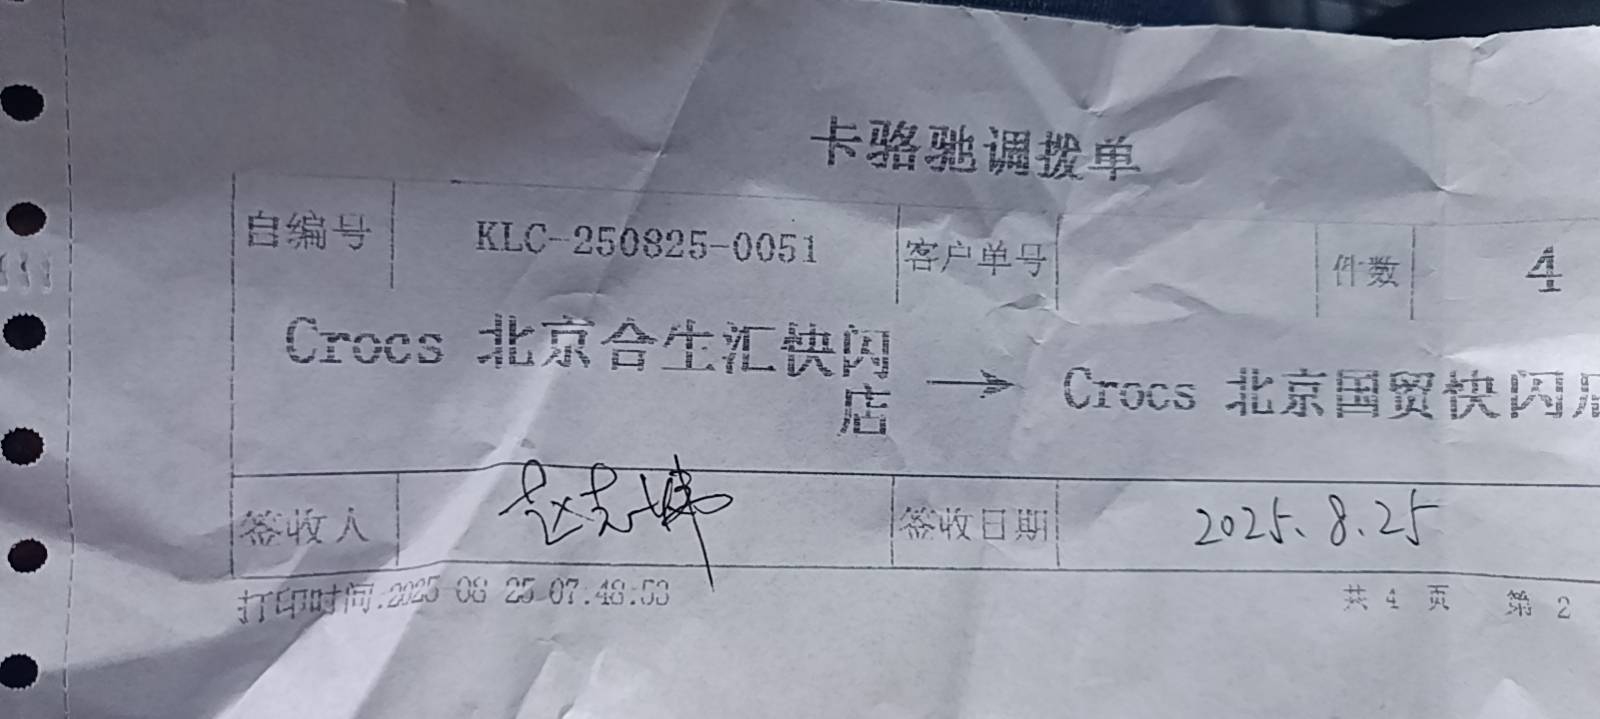 卡骆驰调拨单
自编号 KLC-250825-0051 客户单号 件数 4
Crocs 北京合生汇快闪店 → Crocs 北京国贸快闪店
签收人 签收日期 2025.8.25
打印时间:2025-08-25 07:48:53 共 4 页 第 2